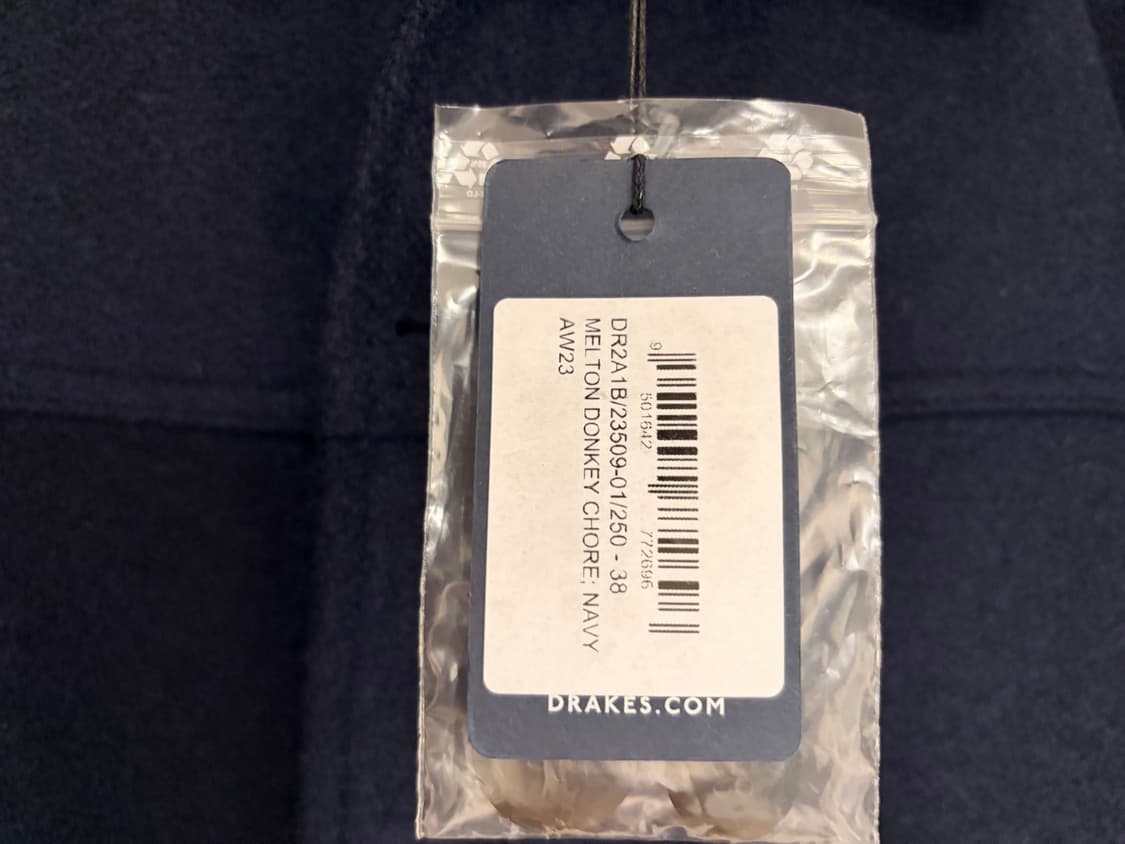 9 501642 772696
DR2A1B/23509-01/250 - 38
MELTON DONKEY CHORE; NAVY
AW23
DRAKES.COM